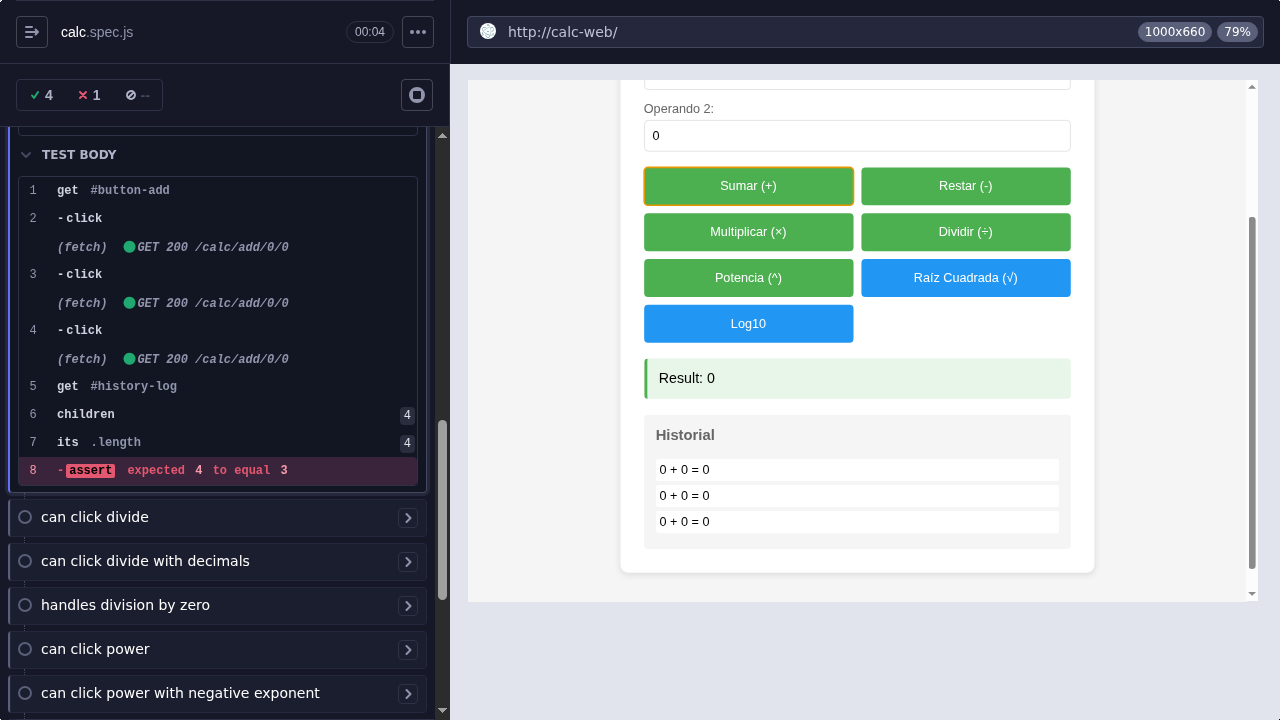 calc.spec.js
00:04
4
1
--
TEST BODY
1 get #button-add
2 -click
(fetch) GET 200 /calc/add/0/0
3 -click
(fetch) GET 200 /calc/add/0/0
4 -click
(fetch) GET 200 /calc/add/0/0
5 get #history-log
6 children 4
7 its .length 4
8 -assert expected 4 to equal 3
can click divide
can click divide with decimals
handles division by zero
can click power
can click power with negative exponent
http://calc-web/
1000x660
79%
Operando 2:
0
Sumar (+)
Restar (-)
Multiplicar (×)
Dividir (÷)
Potencia (^)
Raíz Cuadrada (√)
Log10
Result: 0
Historial
0 + 0 = 0
0 + 0 = 0
0 + 0 = 0